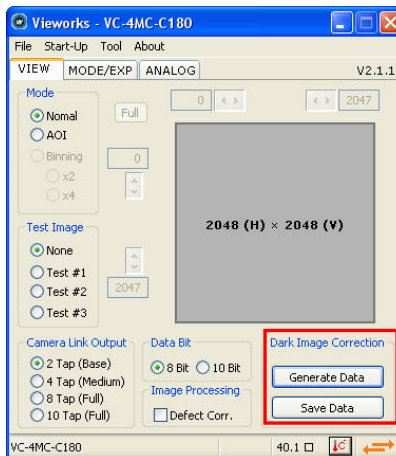 Vieworks - VC-4MC-C180
File Start-Up Tool About
VIEW MODE/EXP ANALOG V2.1.1
Mode
Nomal
AOI
Binning
x2
x4
Full
0
2047
0
2048 (H) × 2048 (V)
Test Image
None
Test #1
Test #2
Test #3
2047
Camera Link Output
2 Tap (Base)
4 Tap (Medium)
8 Tap (Full)
10 Tap (Full)
Data Bit
8 Bit 10 Bit
Image Processing
Defect Corr.
Dark Image Correction
Generate Data
Save Data
VC-4MC-C180 40.1 □ C